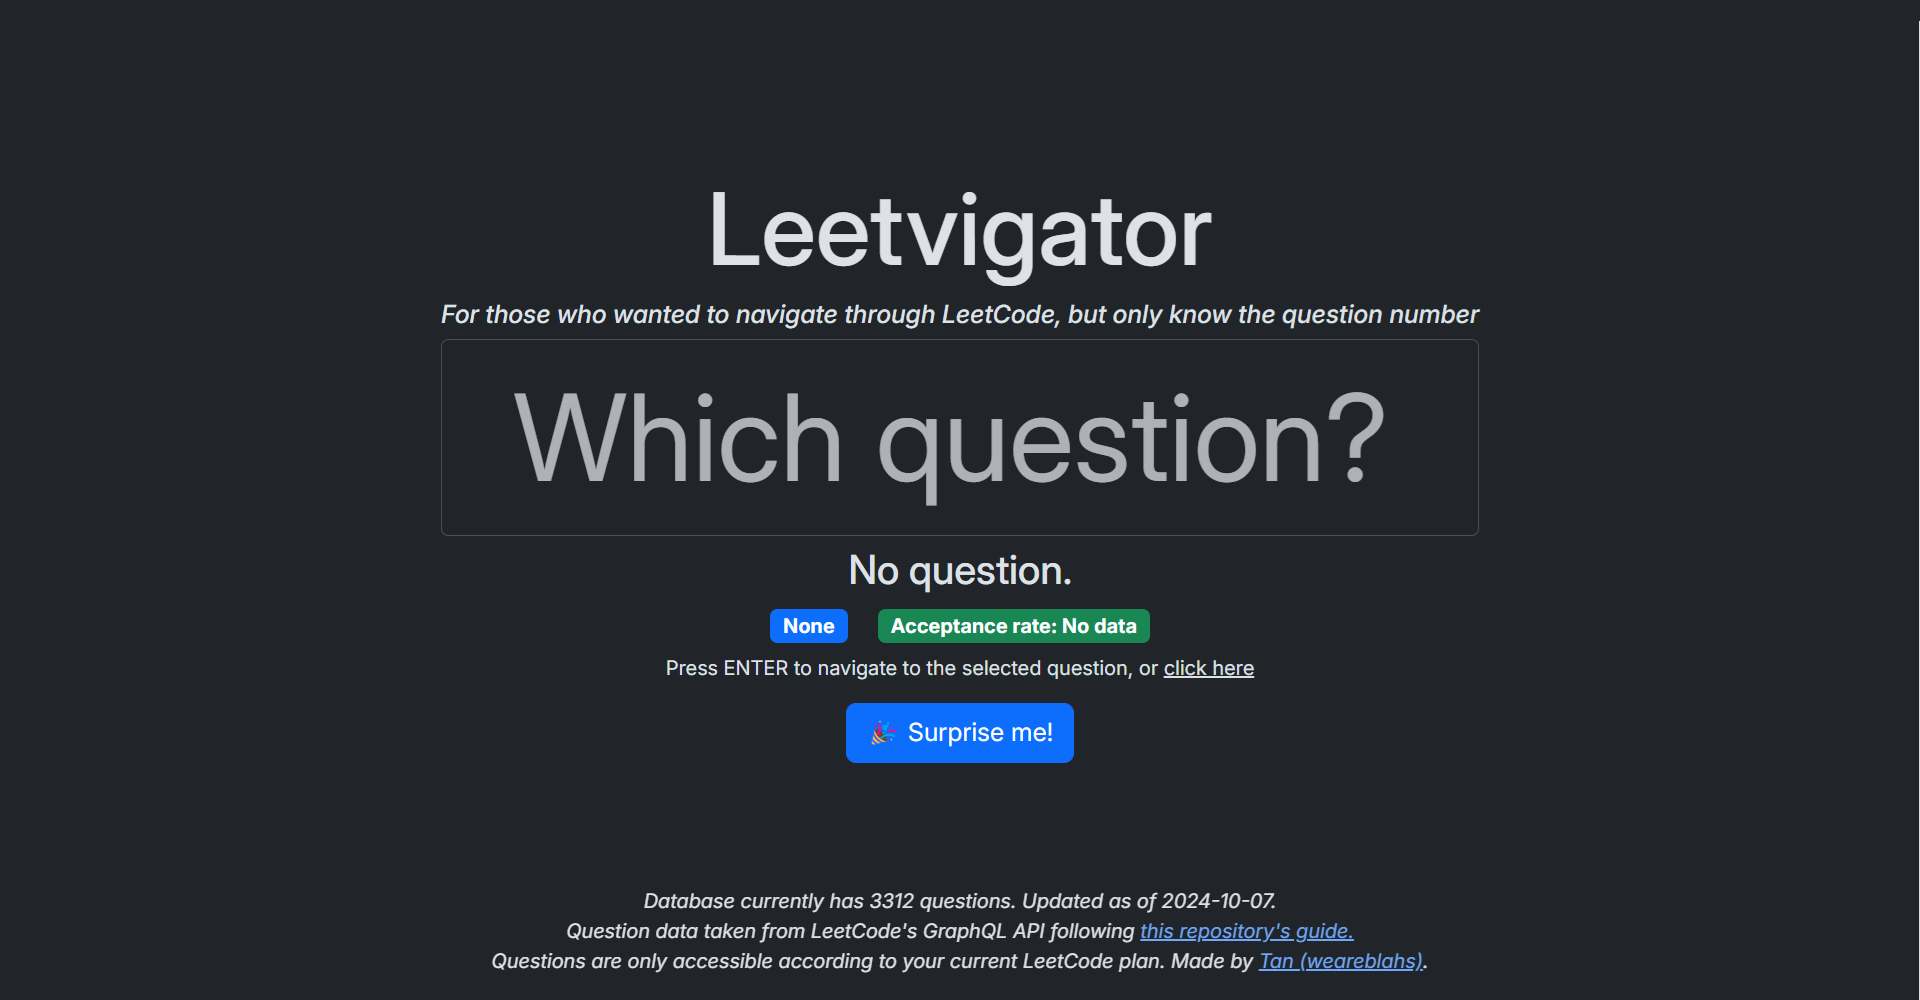 Leetvigator
For those who wanted to navigate through LeetCode, but only know the question number
Which question?
No question.
None Acceptance rate: No data
Press ENTER to navigate to the selected question, or click here
🎉 Surprise me!
Database currently has 3312 questions. Updated as of 2024-10-07.
Question data taken from LeetCode's GraphQL API following this repository's guide.
Questions are only accessible according to your current LeetCode plan. Made by Tan (weareblahs).